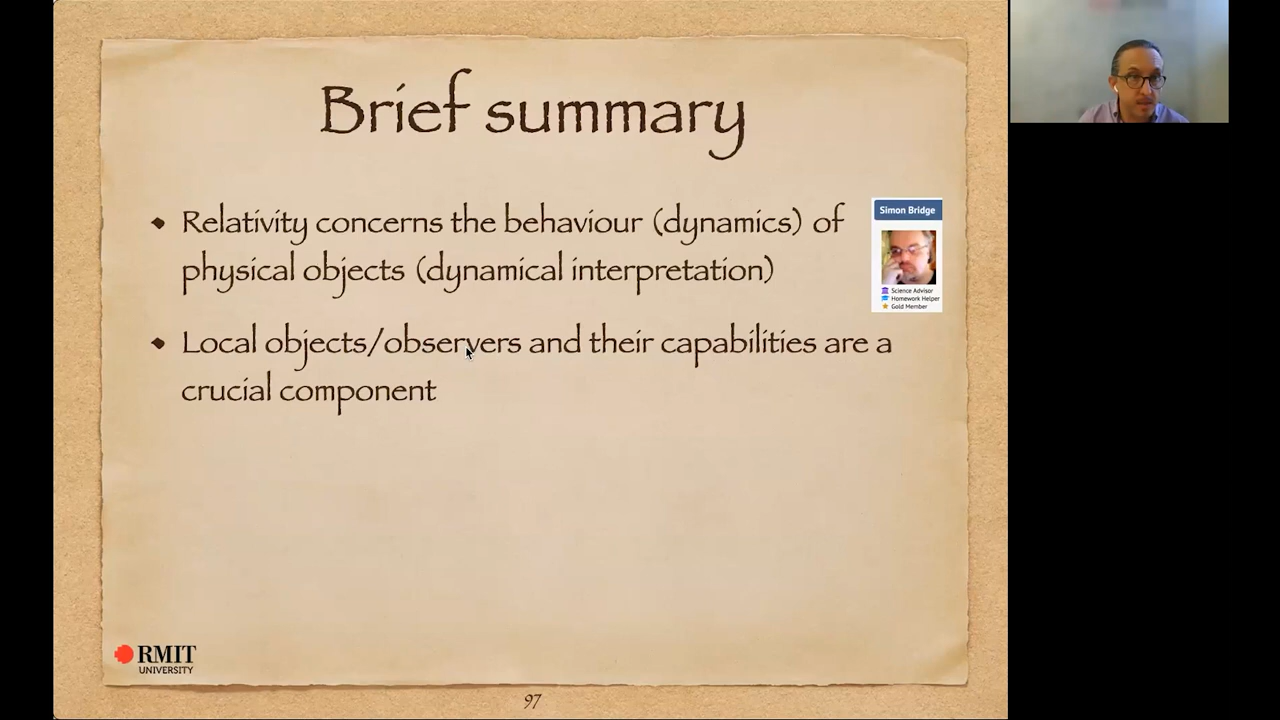 Brief summary
Relativity concerns the behaviour (dynamics) of
physical objects (dynamical interpretation)
Simon Bridge
Science Advisor
Homework Helper
Gold Member
Local objects/observers and their capabilities are a
crucial component
RMIT
UNIVERSITY
97